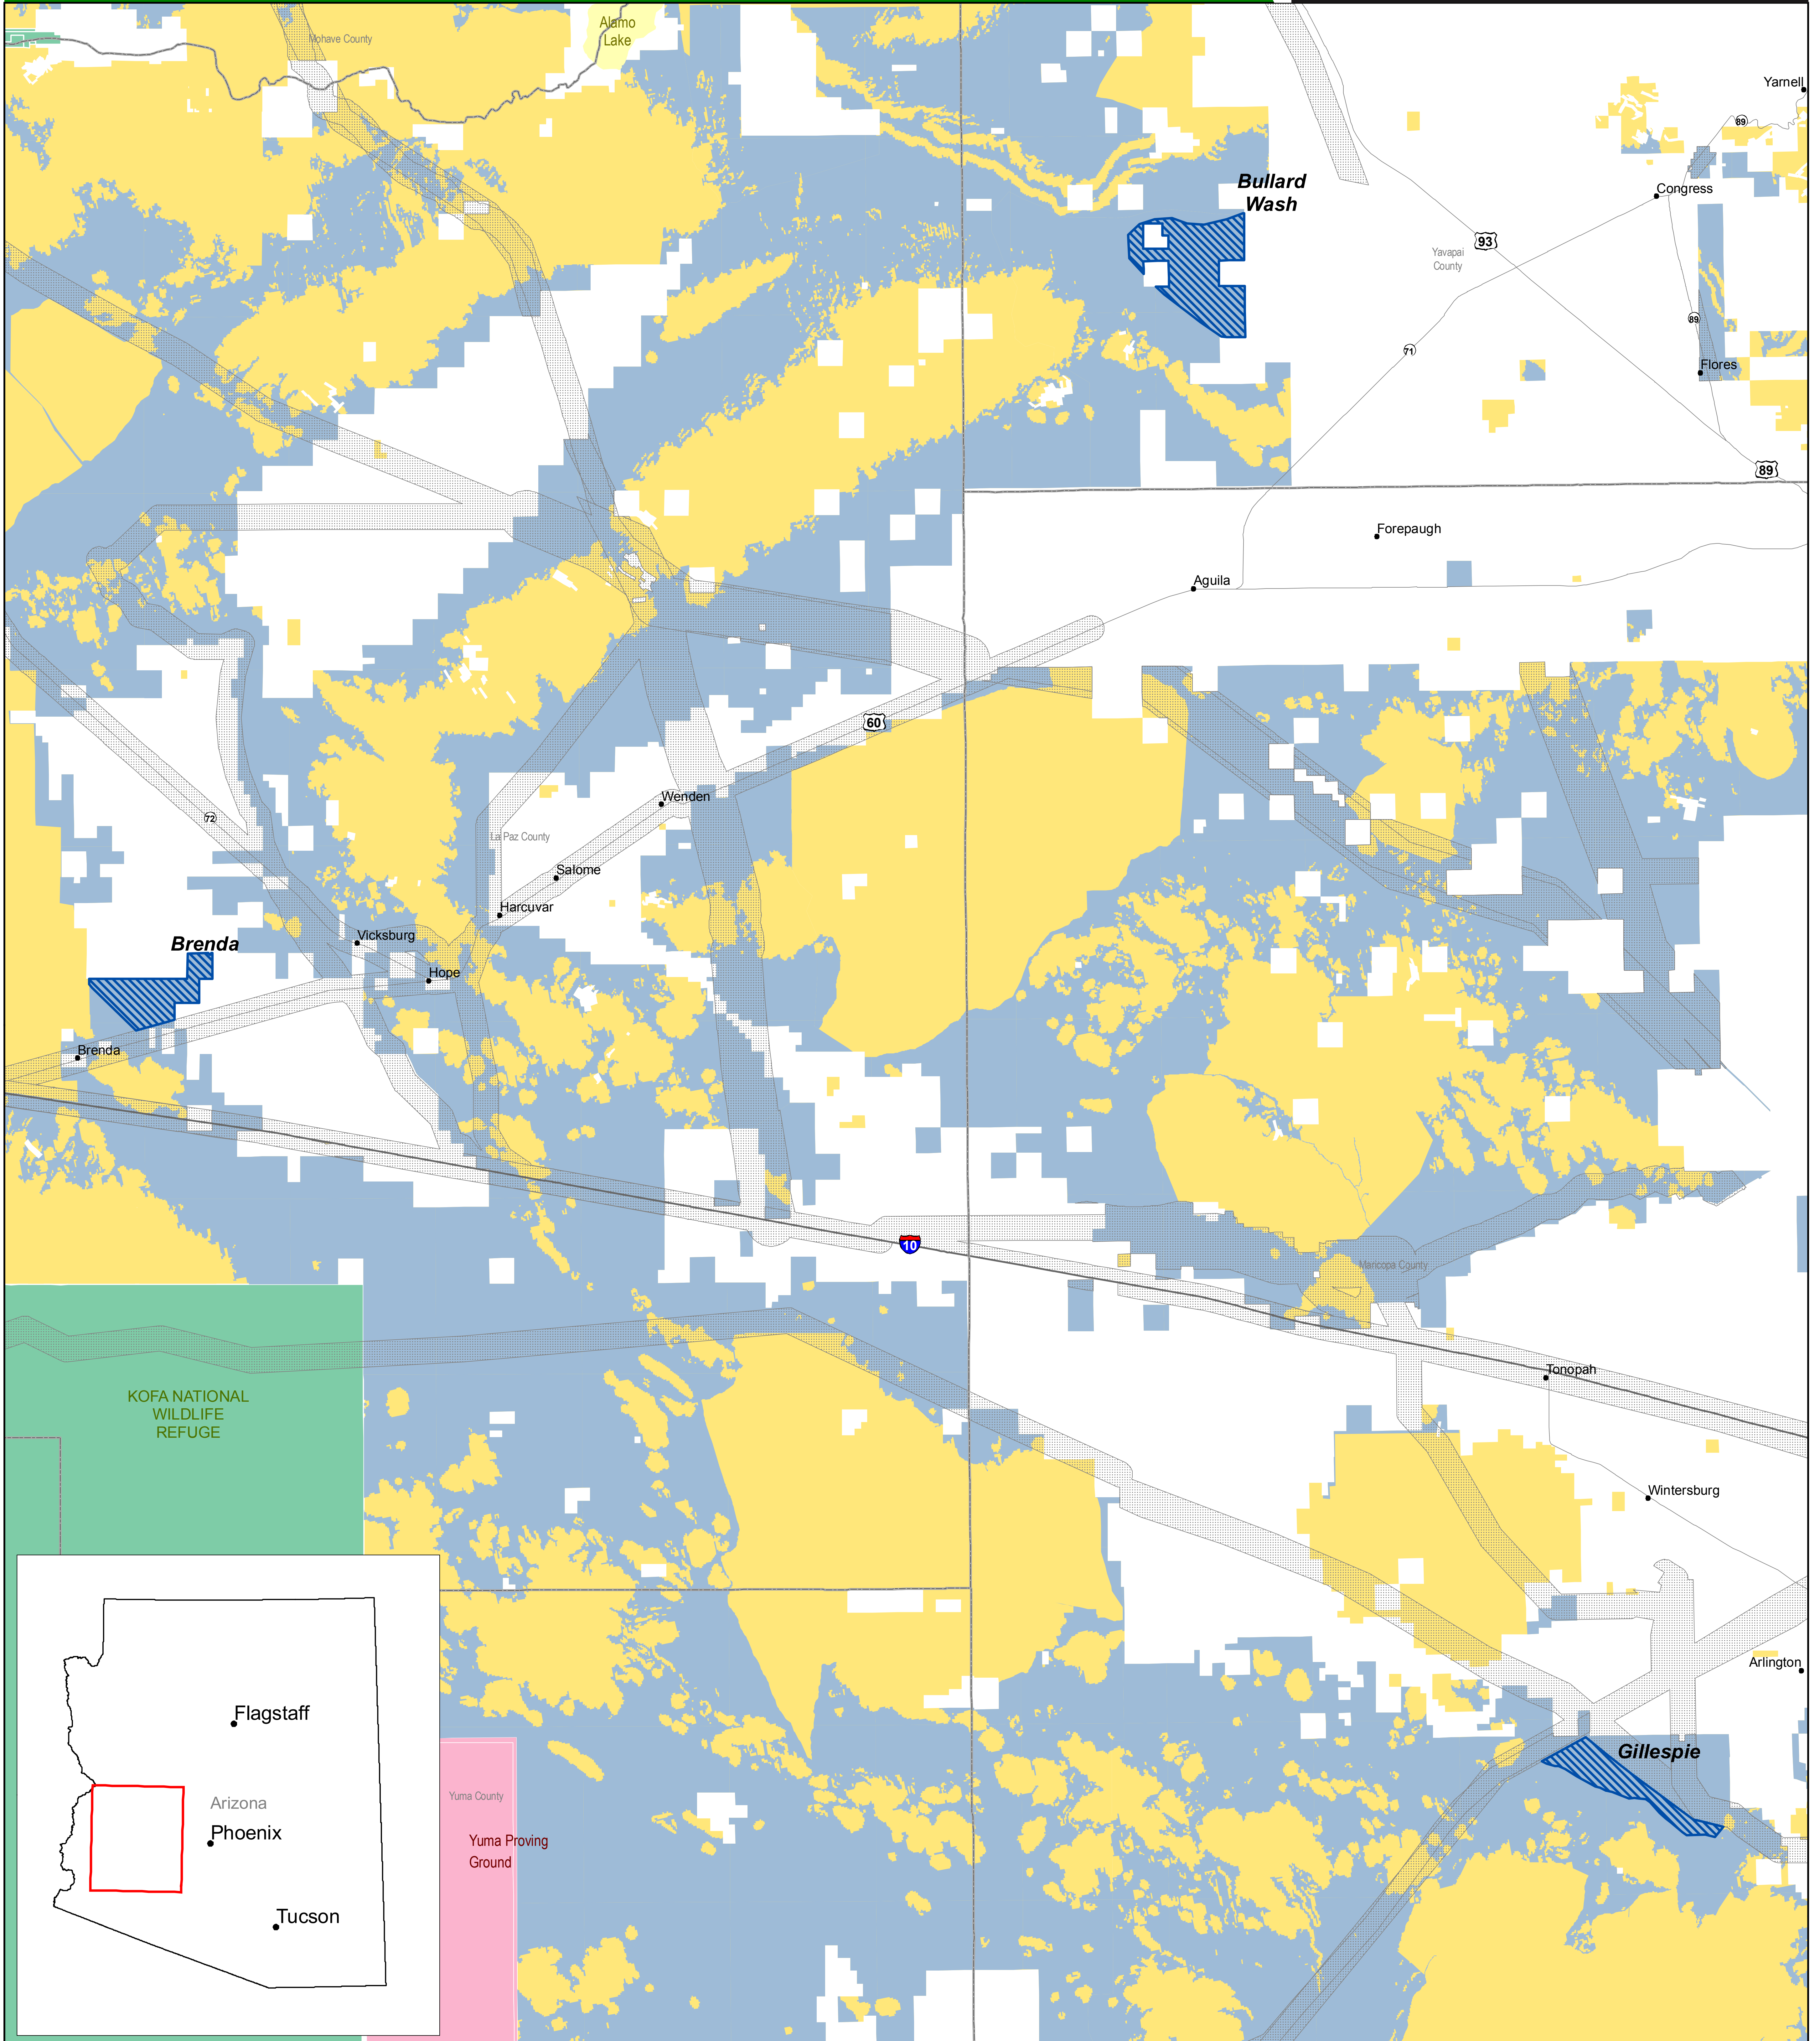 Alamo
Lake
Mohave County
Yarnell
89
Bullard
Wash
Congress
93
Yavapai
County
89
71
Flores
89
Forepaugh
Aguila
60
Wenden
72
La Paz County
Salome
Harcuvar
Vicksburg
Brenda
Hope
Brenda
10
Maricopa County
Tonopah
KOFA NATIONAL
WILDLIFE
REFUGE
Wintersburg
Arlington
Flagstaff
Gillespie
Yuma County
Arizona
Phoenix
Yuma Proving
Ground
Tucson